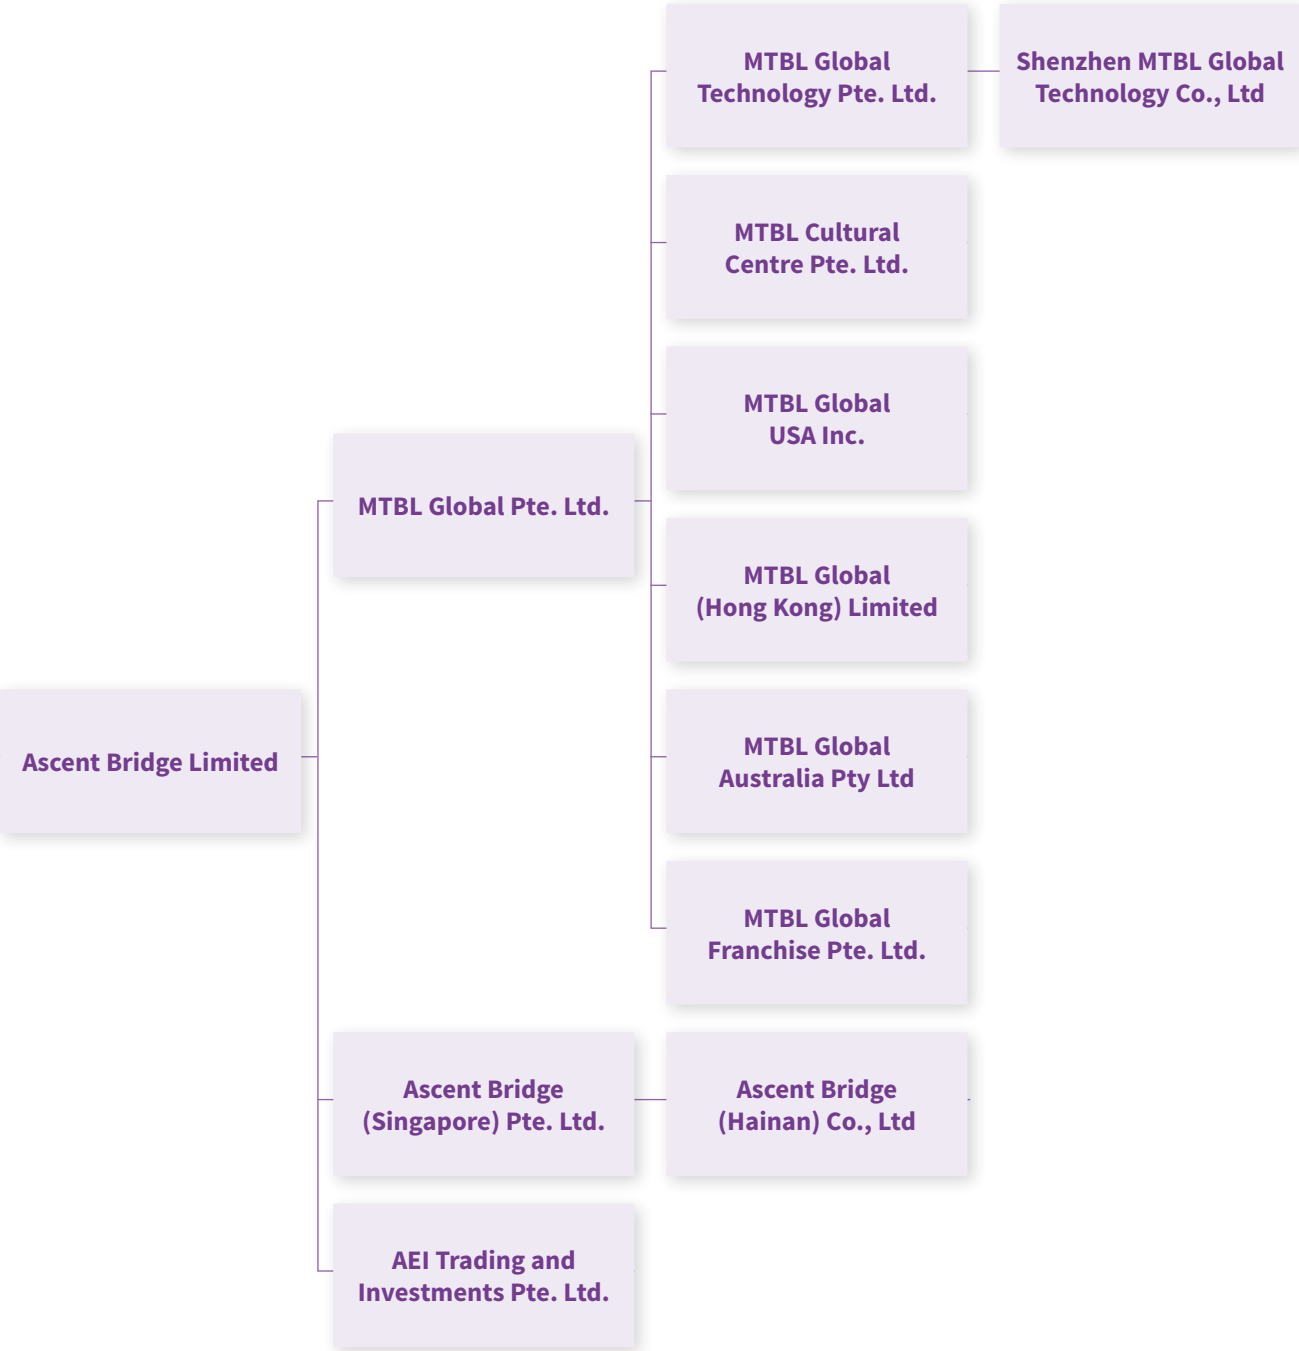 MTBL Global
Technology Pte. Ltd.
Shenzhen MTBL Global
Technology Co., Ltd
MTBL Cultural
Centre Pte. Ltd.
MTBL Global
USA Inc.
MTBL Global Pte. Ltd.
MTBL Global
(Hong Kong) Limited
Ascent Bridge Limited
MTBL Global
Australia Pty Ltd
MTBL Global
Franchise Pte. Ltd.
Ascent Bridge
(Singapore) Pte. Ltd.
Ascent Bridge
(Hainan) Co., Ltd
AEI Trading and
Investments Pte. Ltd.